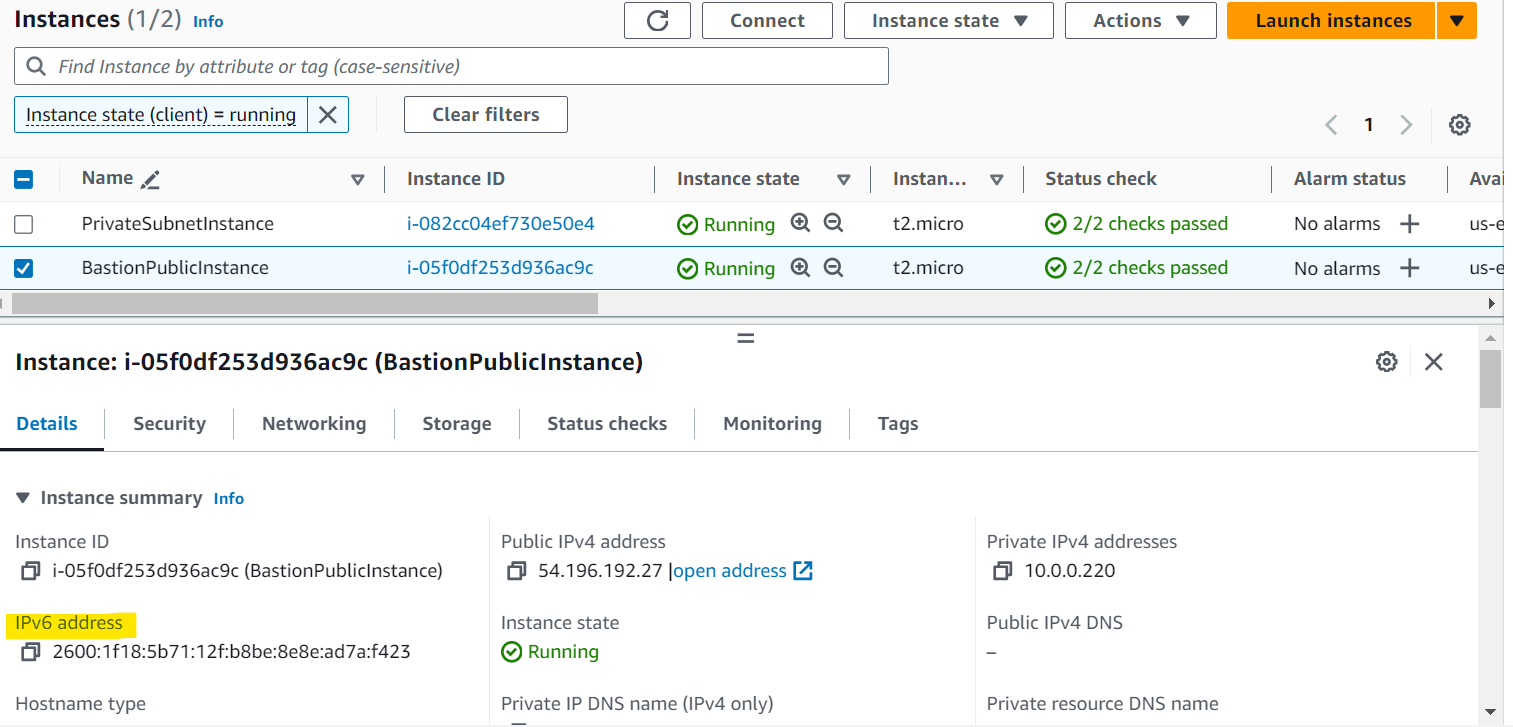 Instances (1/2) Info
Connect
Instance state
Actions
Launch instances
Find Instance by attribute or tag (case-sensitive)
Instance state (client) = running
Clear filters
1
Name Instance ID Instance state Instan... Status check Alarm status Avai
PrivateSubnetInstance i-082cc04ef730e50e4 Running t2.micro 2/2 checks passed No alarms us-e
BastionPublicInstance i-05f0df253d936ac9c Running t2.micro 2/2 checks passed No alarms us-e
Instance: i-05f0df253d936ac9c (BastionPublicInstance)
Details Security Networking Storage Status checks Monitoring Tags
Instance summary Info
Instance ID
i-05f0df253d936ac9c (BastionPublicInstance)
Public IPv4 address
54.196.192.27 |open address
Private IPv4 addresses
10.0.0.220
IPv6 address
2600:1f18:5b71:12f:b8be:8e8e:ad7a:f423
Instance state
Running
Public IPv4 DNS
–
Hostname type
Private IP DNS name (IPv4 only)
Private resource DNS name